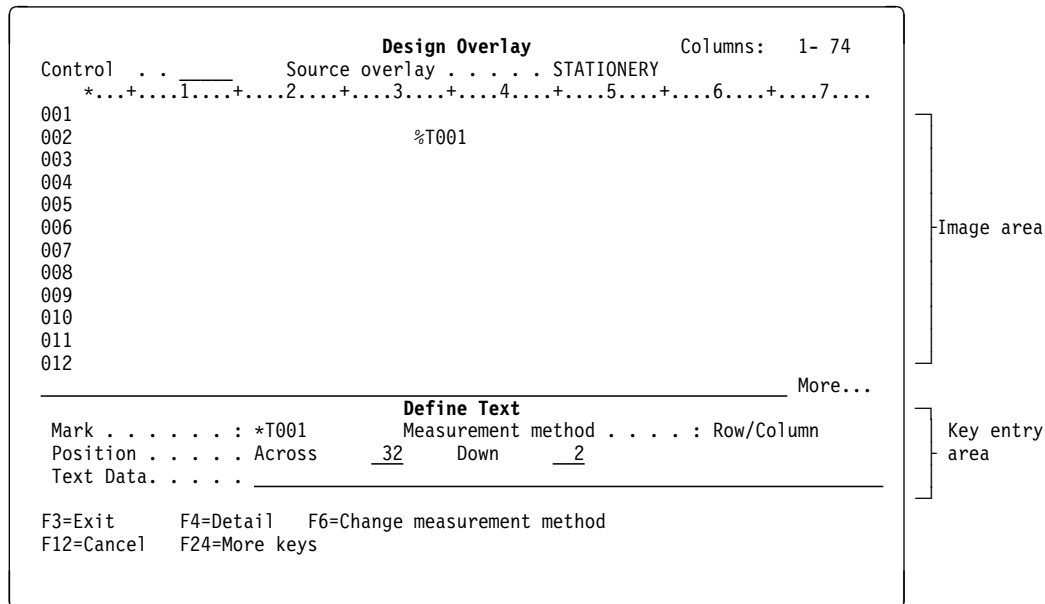 Design Overlay Columns: 1- 74
Control . . _____ Source overlay . . . . . STATIONERY
*...+....1....+....2....+....3....+....4....+....5....+....6....+....7....
001
002 %T001
003
004
005
006 Image area
007
008
009
010
011
012
More...
Define Text
Mark . . . . . . : *T001 Measurement method . . . . : Row/Column Key entry
Position . . . . . Across 32 Down 2 area
Text Data. . . . .
F3=Exit F4=Detail F6=Change measurement method
F12=Cancel F24=More keys